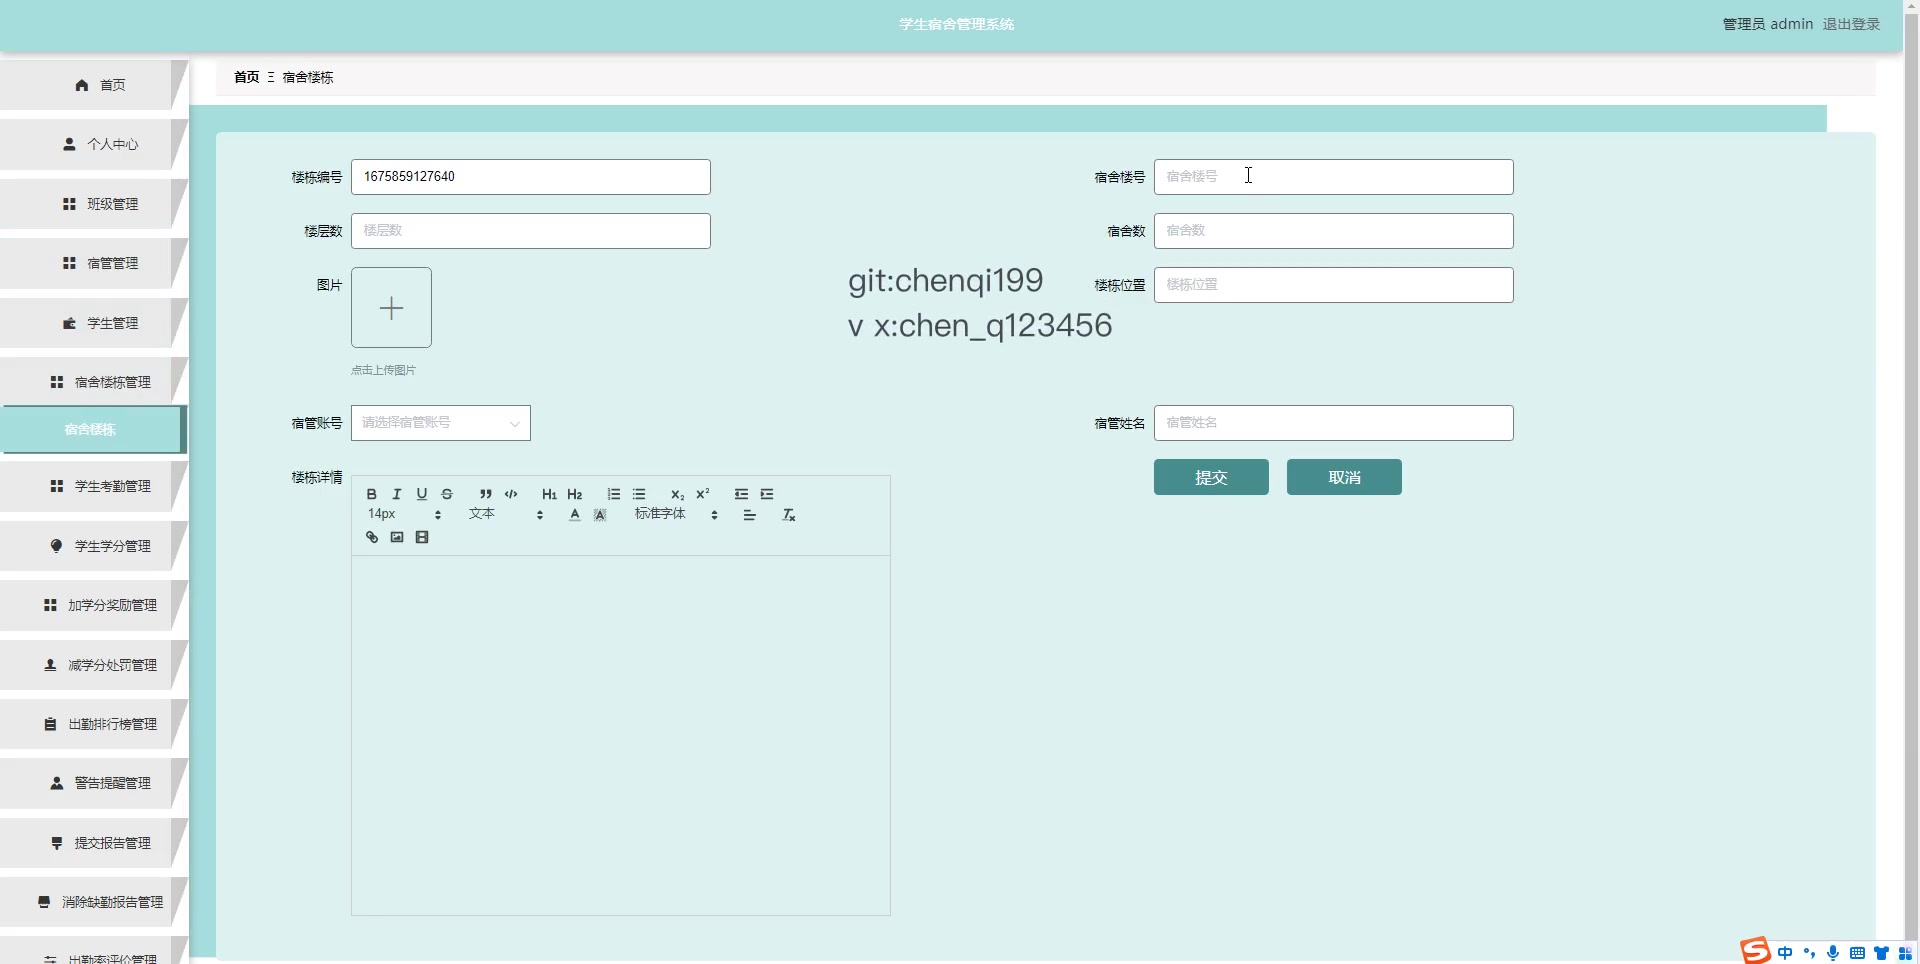 学生宿舍管理系统
管理员 admin 退出登录
首页
个人中心
班级管理
宿管管理
学生管理
宿舍楼栋管理
宿舍楼栋
学生考勤管理
学生学分管理
加学分奖励管理
减学分处罚管理
出勤排行榜管理
警告提醒管理
提交报告管理
消除缺勤报告管理
出勤率评价管理
首页 Ξ 宿舍楼栋
楼栋编号 1675859127640
宿舍楼号 宿舍楼号
楼层数 楼层数
宿舍数 宿舍数
图片
点击上传图片
楼栋位置 楼栋位置
git:chenqi199
v x:chen_q123456
宿管账号 请选择宿管账号
宿管姓名 宿管姓名
楼栋详情
提交 取消
B I U S H1 H2 X2 X²
14px 文本 A A 标准字体
中